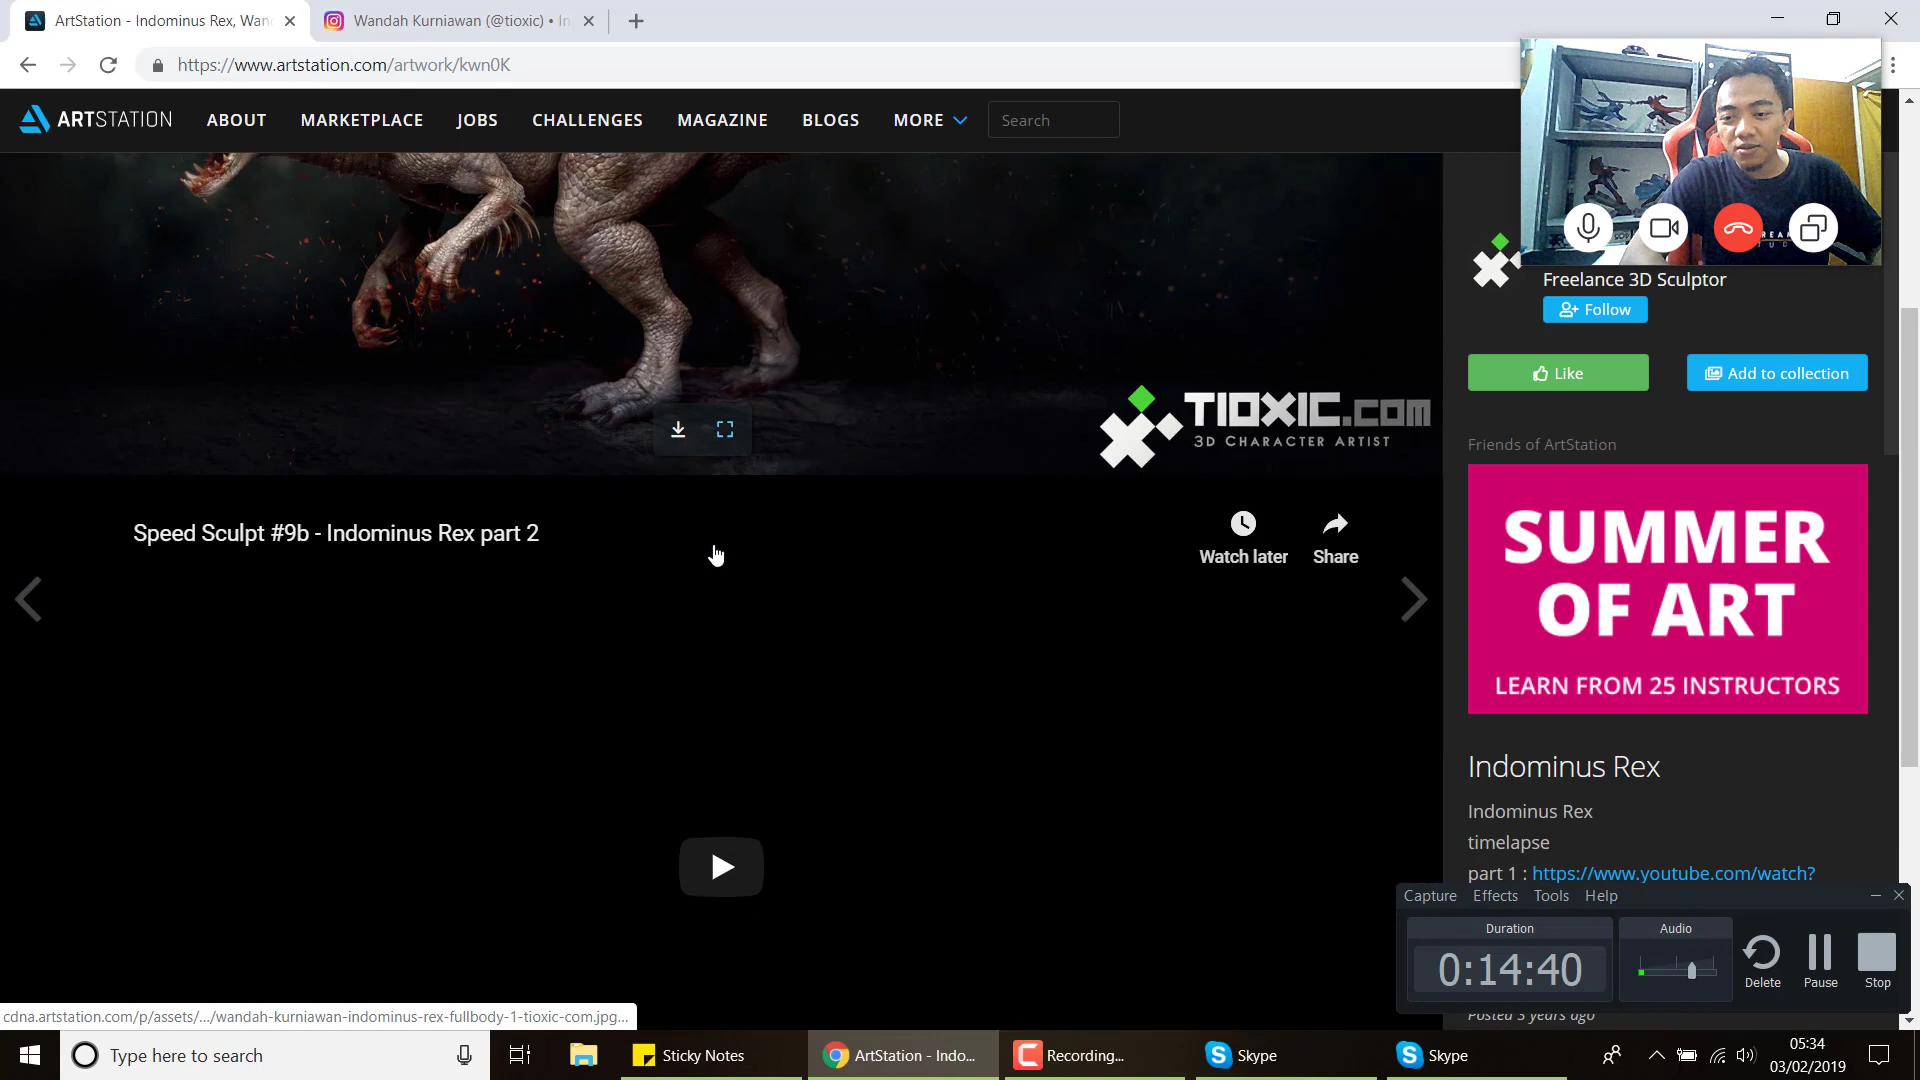 ArtStation - Indominus Rex, Wan
Wandah Kurniawan (@tioxic) • In
https://www.artstation.com/artwork/kwn0K
ARTSTATION
ABOUT
MARKETPLACE
JOBS
CHALLENGES
MAGAZINE
BLOGS
MORE
Search
Freelance 3D Sculptor
Follow
Like
Add to collection
TIOXIC.com
3D CHARACTER ARTIST
Friends of ArtStation
SUMMER
OF ART
LEARN FROM 25 INSTRUCTORS
Speed Sculpt #9b - Indominus Rex part 2
Watch later
Share
Indominus Rex
Indominus Rex
timelapse
part 1 : https://www.youtube.com/watch?
Capture Effects Tools Help
Duration
Audio
0:14:40
Delete
Pause
Stop
Posted 3 years ago
cdna.artstation.com/p/assets/.../wandah-kurniawan-indominus-rex-fullbody-1-tioxic-com.jpg...
Type here to search
Sticky Notes
ArtStation - Indo...
Recording...
Skype
Skype
05:34
03/02/2019